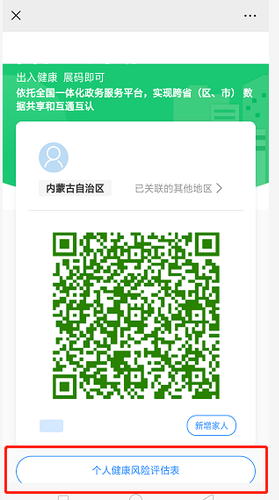 出入健康 展码即可
依托全国一体化政务服务平台，实现跨省（区、市） 数
据共享和互通互认
内蒙古自治区
已关联的其他地区
新增家人
个人健康风险评估表